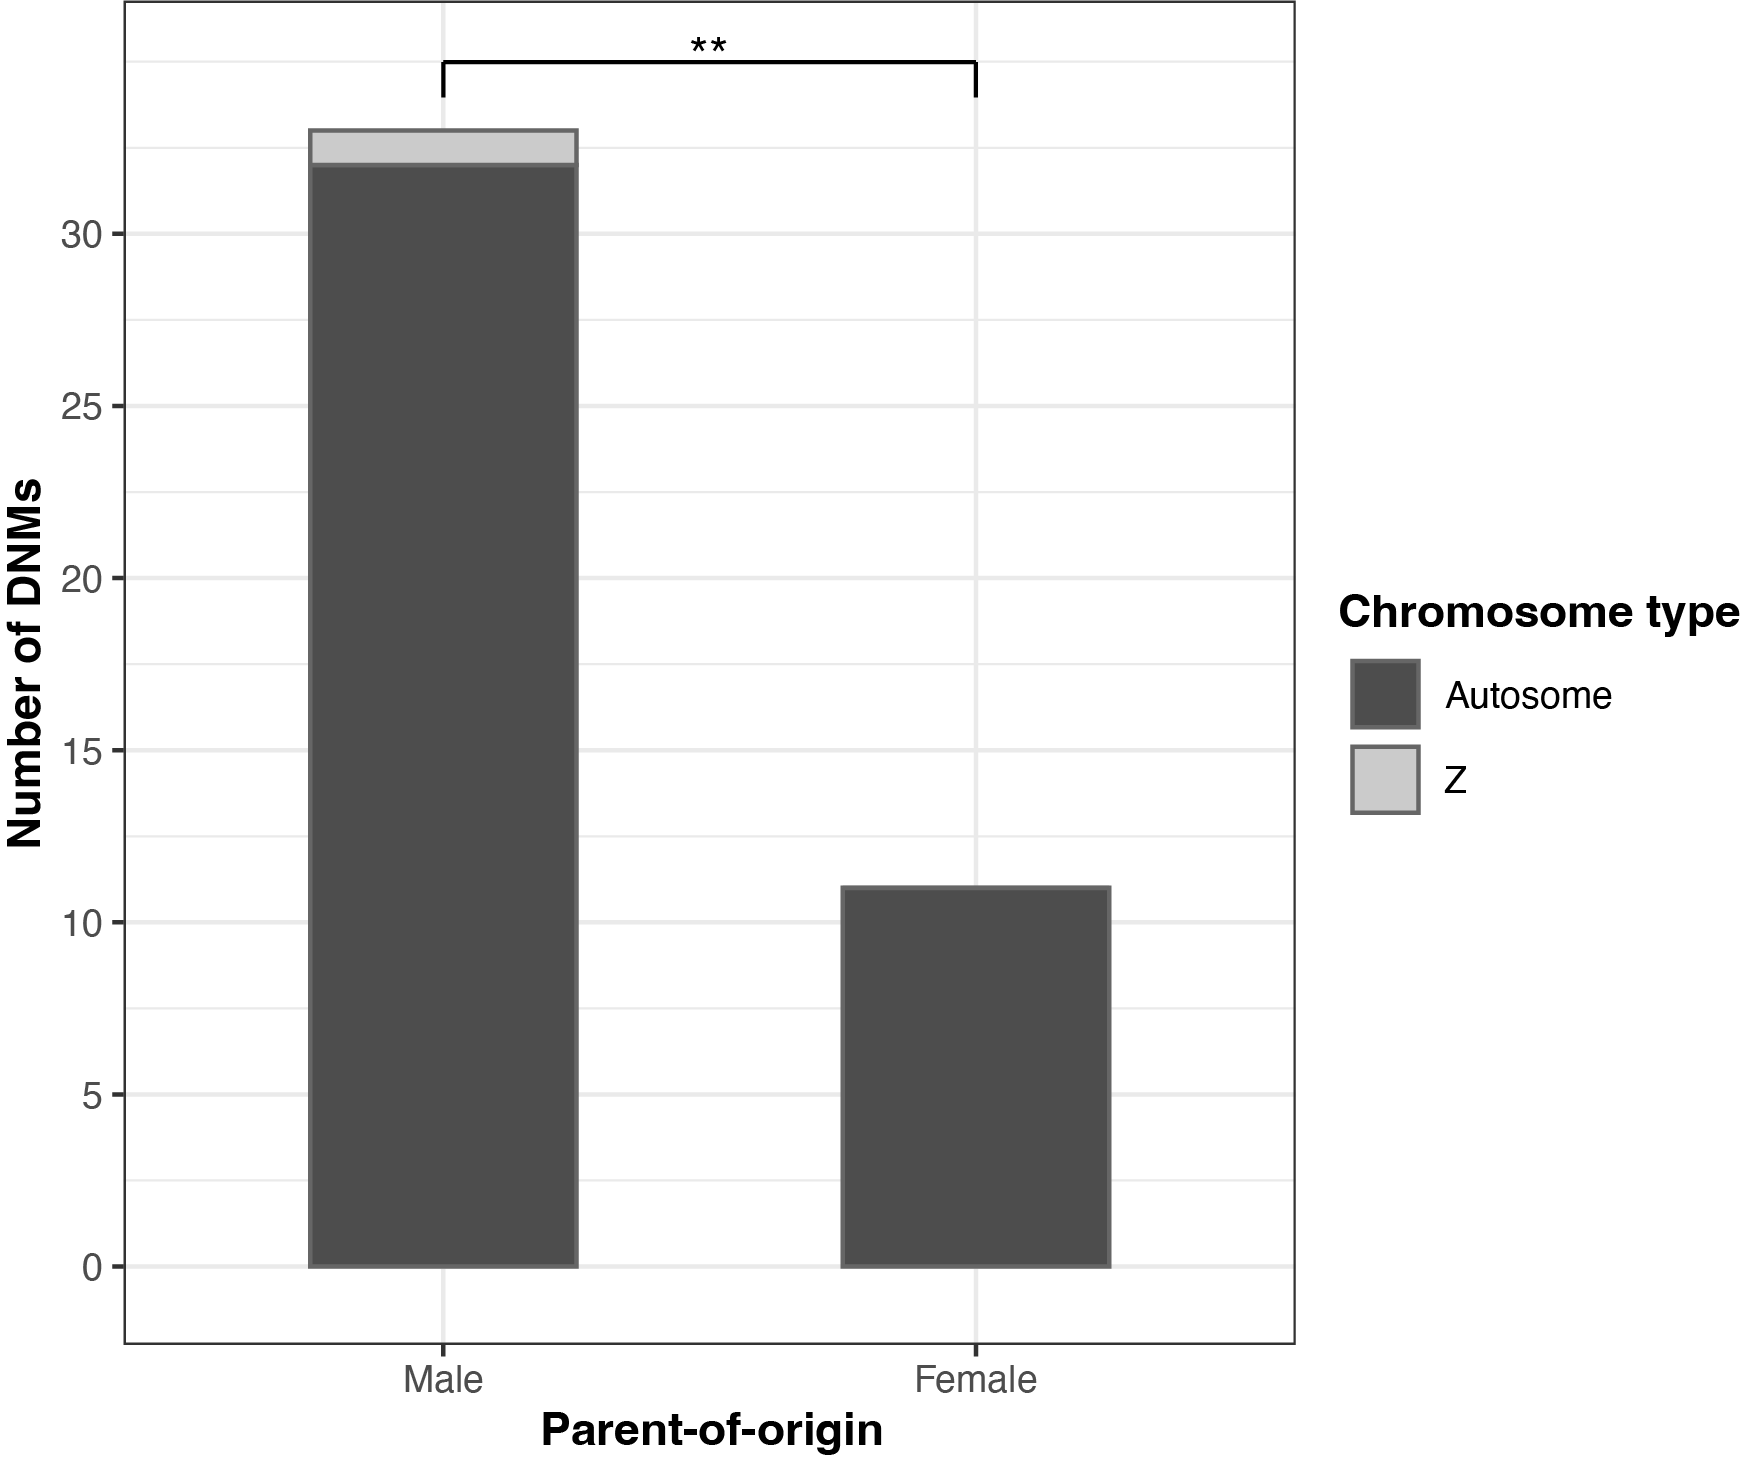 **
30
25
20
15
10
5
0
Number of DNMs
Male
Female
Parent-of-origin
Chromosome type
Autosome
Z